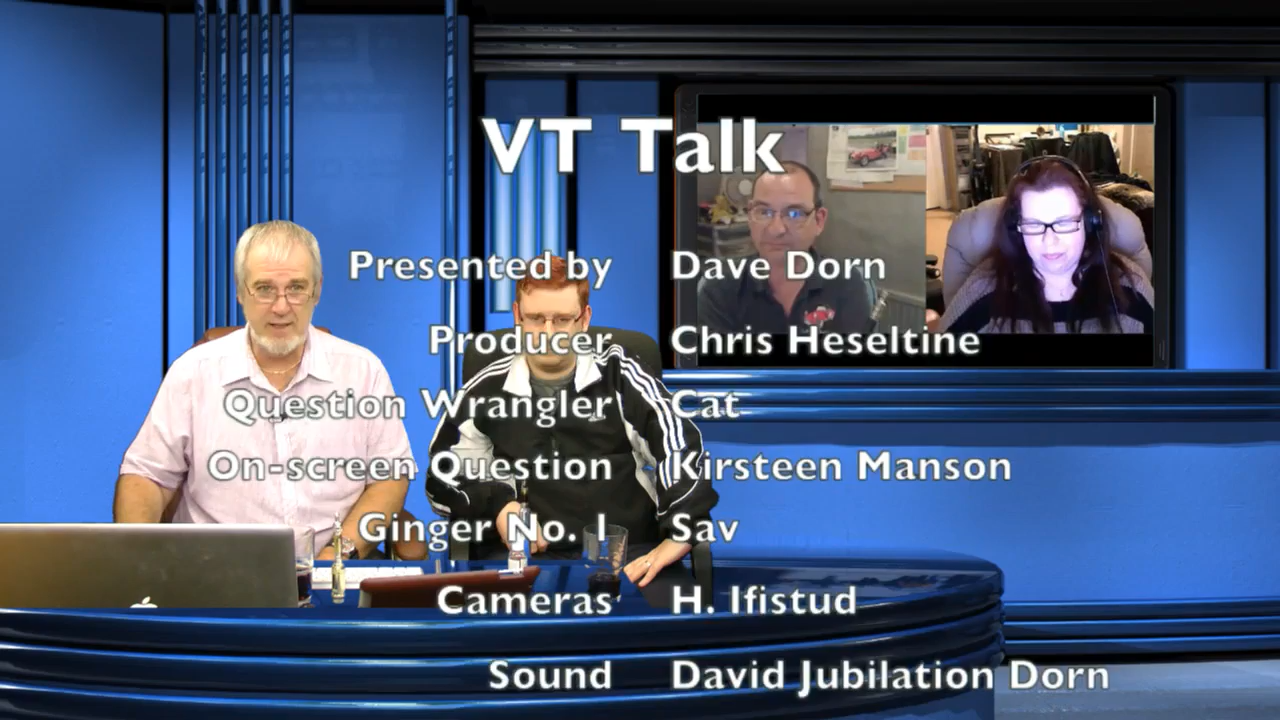 VT Talk
Presented by Dave Dorn
Producer Chris Heseltine
Question Wrangler Cat
On-screen Question Kirsteen Manson
Ginger No. 1 Sav
Cameras H. Ifistud
Sound David Jubilation Dorn